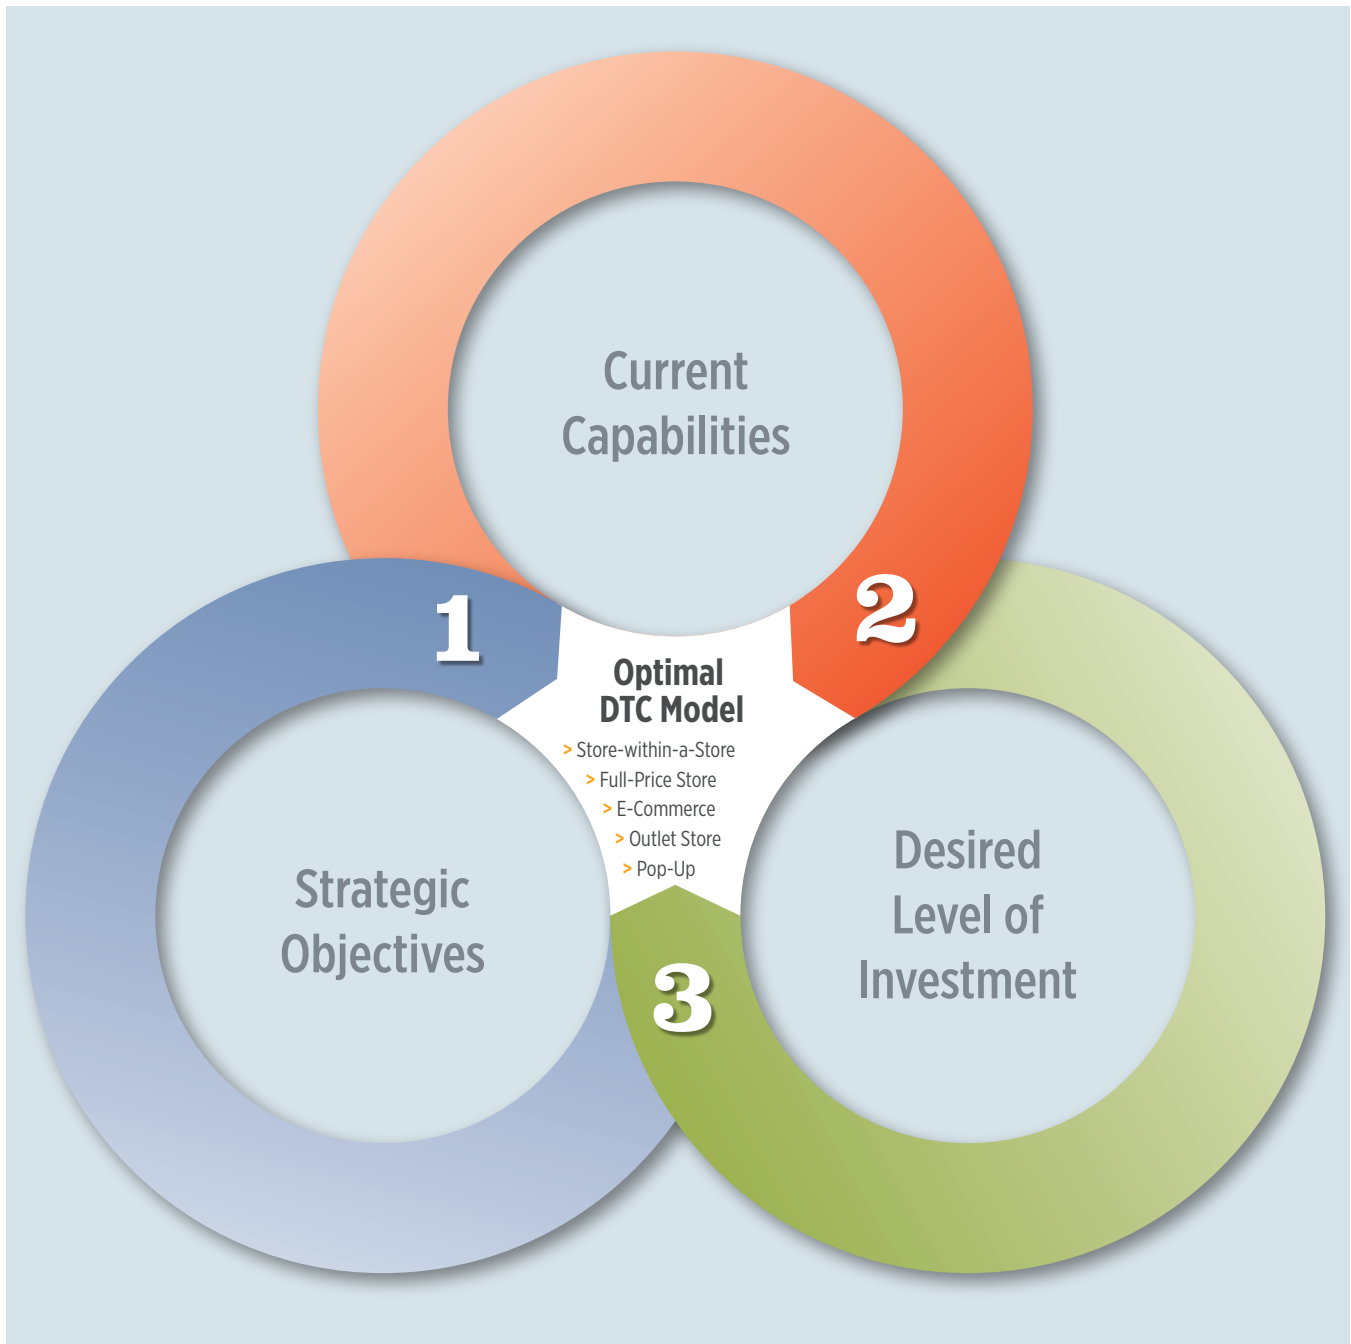 Current
Capabilities
1
2
Optimal
DTC Model
> Store-within-a-Store
> Full-Price Store
> E-Commerce
> Outlet Store
> Pop-Up
Strategic
Objectives
Desired
Level of
Investment
3